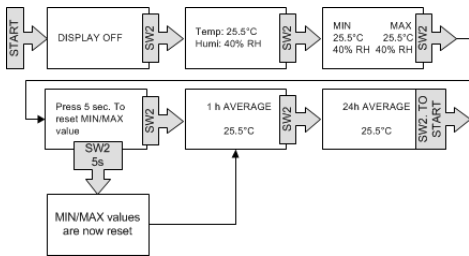 START
DISPLAY OFF
SW2
Temp: 25.5°C
Humi: 40% RH
SW2
MIN MAX
25.5°C 25.5°C
40% RH 40% RH
SW2
Press 5 sec. To
reset MIN/MAX
value
SW2
SW2
5s
1 h AVERAGE
25.5°C
SW2
24h AVERAGE
25.5°C
SW2. TO
START
MIN/MAX values
are now reset